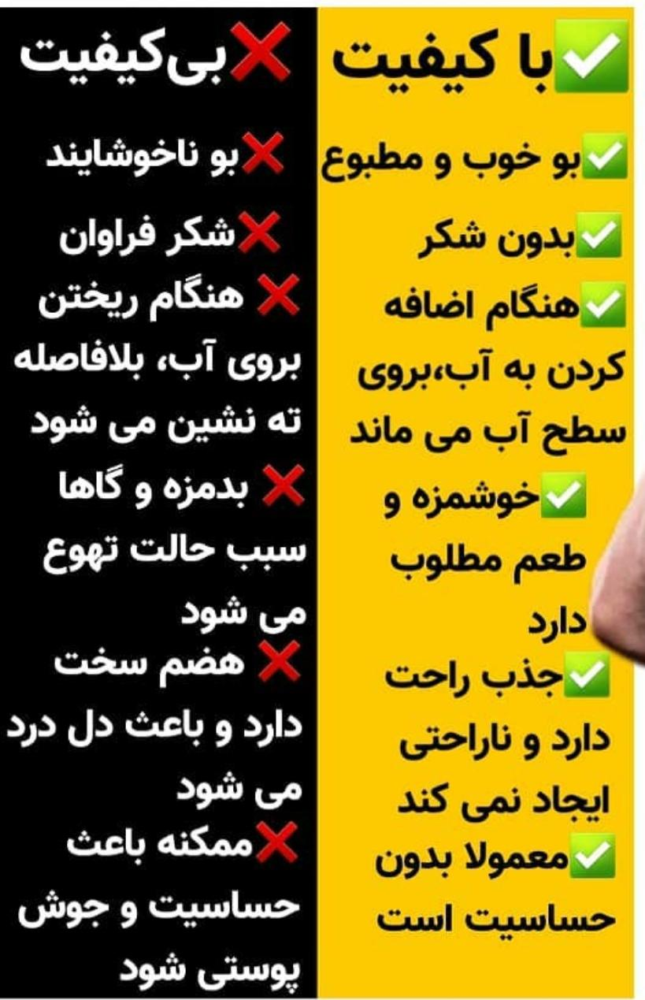 ✅با کیفیت
✅بو خوب و مطبوع
✅بدون شکر
✅هنگام اضافه
کردن به آب،بروی
سطح آب می ماند
✅خوشمزه و
طعم مطلوب
دارد
✅جذب راحت
دارد و ناراحتی
ایجاد نمی کند
✅معمولا بدون
حساسیت است
❌بی‌کیفیت
❌بو ناخوشایند
❌شکر فراوان
❌ هنگام ریختن
بروی آب، بلافاصله
ته نشین می شود
❌ بدمزه و گاها
سبب حالت تهوع
می شود
❌ هضم سخت
دارد و باعث دل درد
می شود
❌ممکنه باعث
حساسیت و جوش
پوستی شود